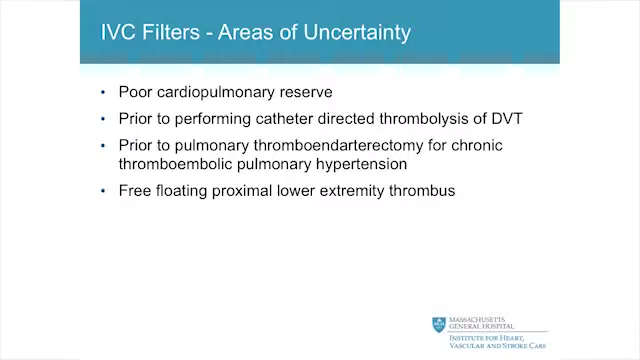 IVC Filters - Areas of Uncertainty
• Poor cardiopulmonary reserve
• Prior to performing catheter directed thrombolysis of DVT
• Prior to pulmonary thromboendarterectomy for chronic
thromboembolic pulmonary hypertension
• Free floating proximal lower extremity thrombus
MASSACHUSETTS
GENERAL HOSPITAL
INSTITUTE FOR HEART,
VASCULAR AND STROKE CARE